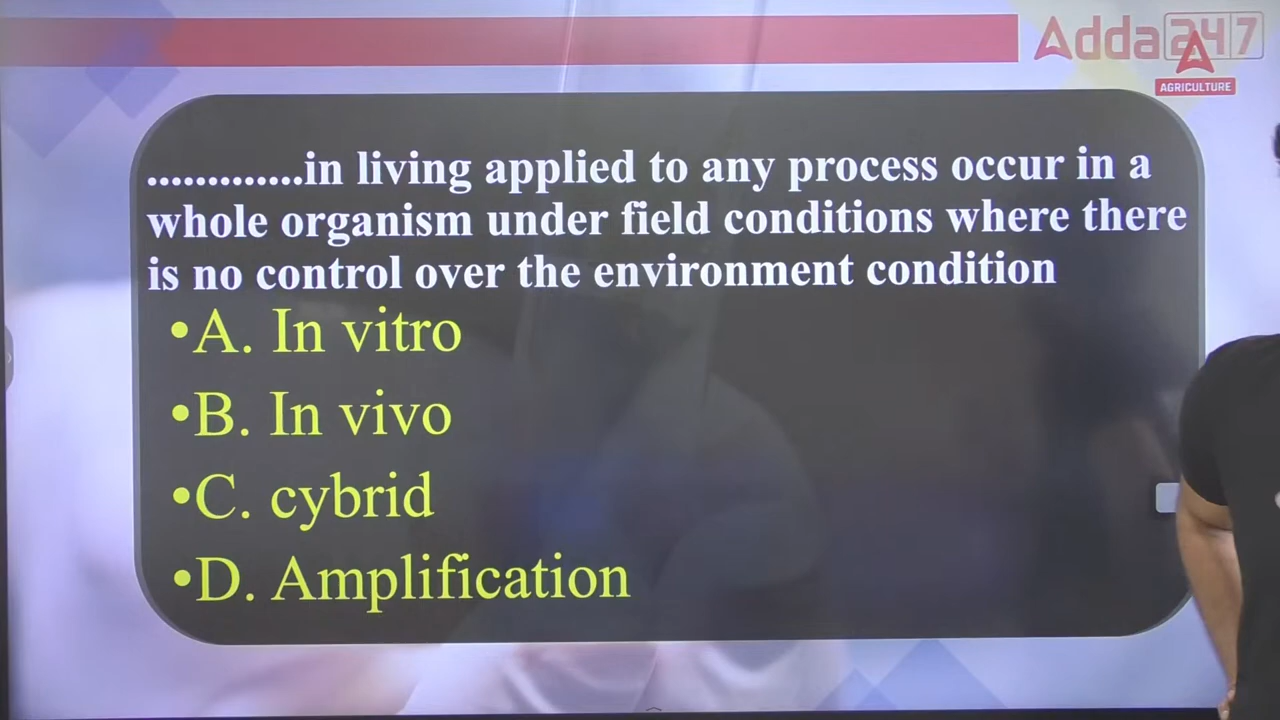 Adda247
AGRICULTURE
.............in living applied to any process occur in a
whole organism under field conditions where there
is no control over the environment condition
•A. In vitro
•B. In vivo
•C. cybrid
•D. Amplification